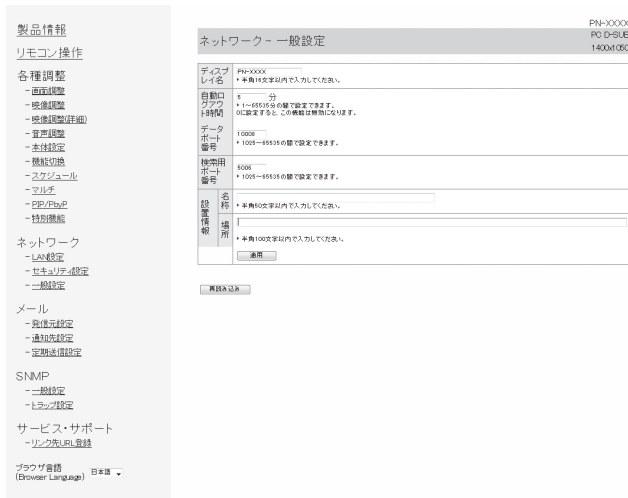 製品情報
リモコン操作
各種調整
- 画面調整
- 映像調整
- 映像調整(詳細)
- 音声調整
- 本体設定
- 機能切換
- スケジュール
- マルチ
- PIP/PbyP
- 特別機能
ネットワーク
- LAN設定
- セキュリティ設定
- 一般設定
メール
- 発信元設定
- 通知先設定
- 定期送信設定
SNMP
- 一般設定
- トラップ設定
サービス・サポート
- リンク先URL登録
ブラウザ言語
(Browser Language) 日本語
PN-XXXX
PC D-SUB
1400x1050
ネットワーク - 一般設定
ディスプ
レイ名
PN-XXXX
* 半角16文字以内で入力してください。
自動ロ
グアウ
ト時間
5 分
* 1~65535分の間で設定できます。
0に設定すると、この機能は無効になります。
データ
ポート
番号
10008
* 1025~65535の間で設定できます。
検索用
ポート
番号
5006
* 1025~65535の間で設定できます。
設置情報
名称
* 半角50文字以内で入力してください。
場所
* 半角100文字以内で入力してください。
適用
再読み込み